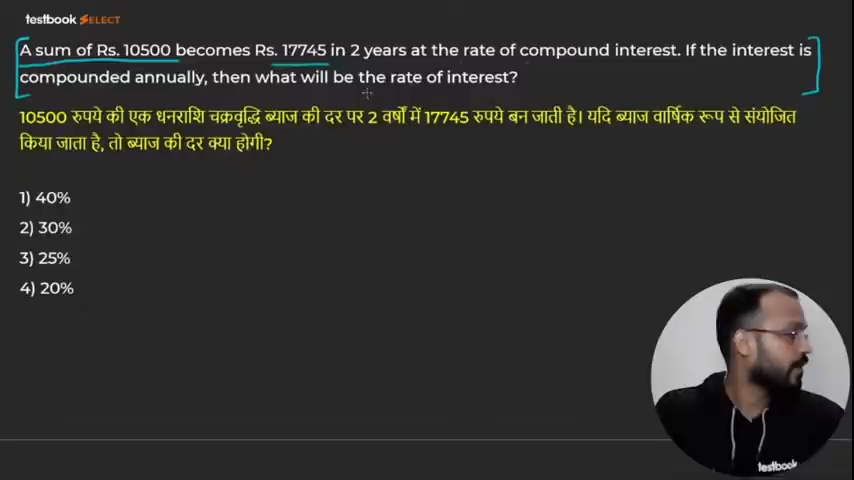 testbook SELECT
A sum of Rs. 10500 becomes Rs. 17745 in 2 years at the rate of compound interest. If the interest is
compounded annually, then what will be the rate of interest?
10500 रुपये की एक धनराशि चक्रवृद्धि ब्याज की दर पर 2 वर्षों में 17745 रुपये बन जाती है। यदि ब्याज वार्षिक रूप से संयोजित
किया जाता है, तो ब्याज की दर क्या होगी?
1) 40%
2) 30%
3) 25%
4) 20%
testbook